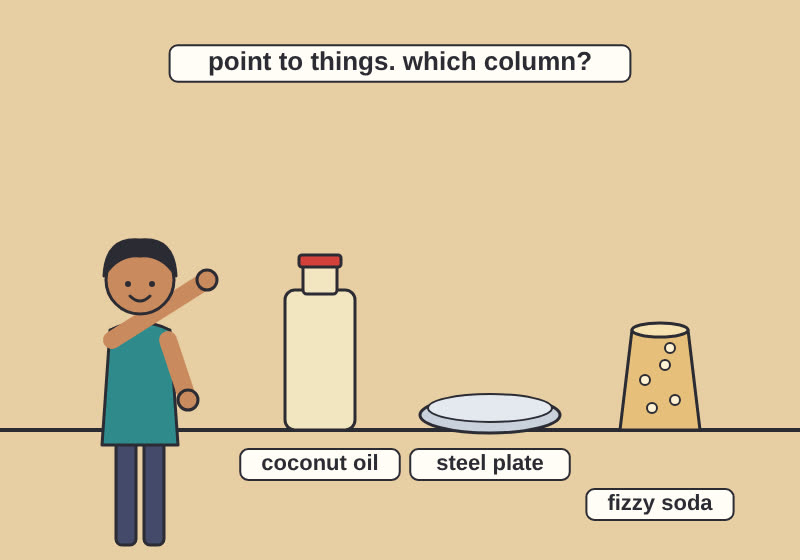 point to things. which column?
coconut oil
steel plate
fizzy soda